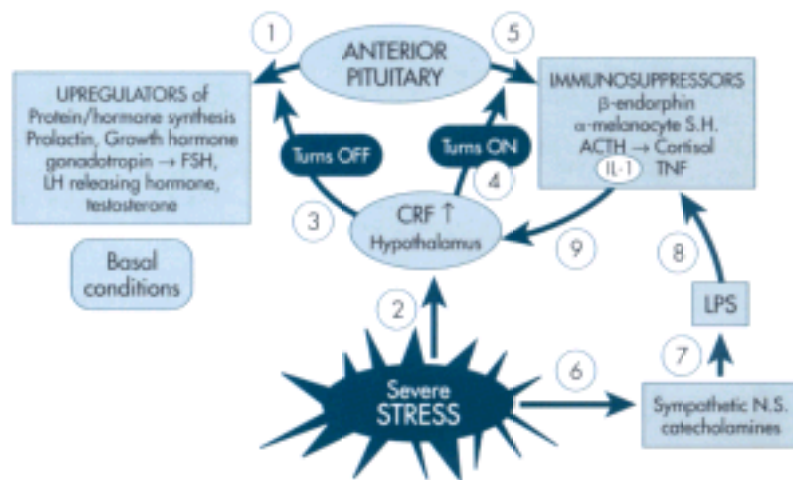 1
ANTERIOR
PITUITARY
5
UPREGULATORS of
Protein/hormone synthesis
Prolactin, Growth hormone
gonadotropin → FSH,
LH releasing hormone,
testosterone
IMMUNOSUPPRESSORS
β-endorphin
α-melanocyte S.H.
ACTH → Cortisol
IL-1 TNF
Turns OFF
Turns ON
4
3
CRF ↑
Hypothalamus
9
8
Basal
conditions
2
LPS
Severe
STRESS
6
7
Sympathetic N.S.
catecholamines